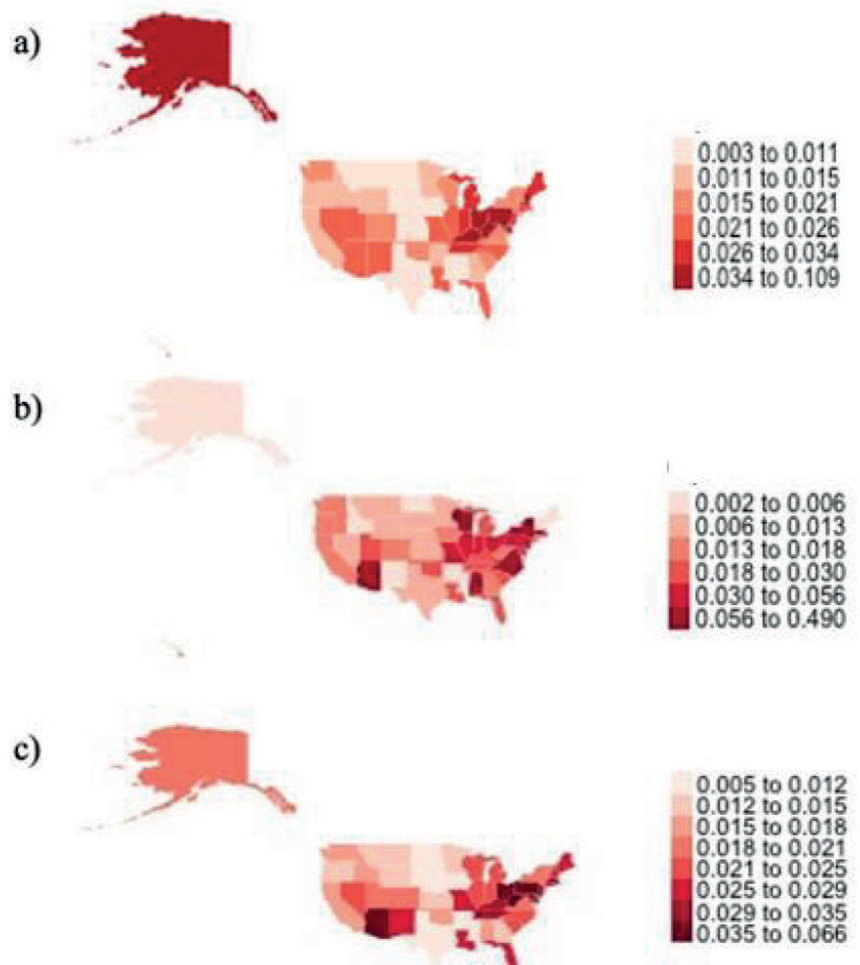 a)
0.003 to 0.011
0.011 to 0.015
0.015 to 0.021
0.021 to 0.026
0.026 to 0.034
0.034 to 0.109
b)
0.002 to 0.006
0.006 to 0.013
0.013 to 0.018
0.018 to 0.030
0.030 to 0.056
0.056 to 0.490
c)
0.005 to 0.012
0.012 to 0.015
0.015 to 0.018
0.018 to 0.021
0.021 to 0.025
0.025 to 0.029
0.029 to 0.035
0.035 to 0.066